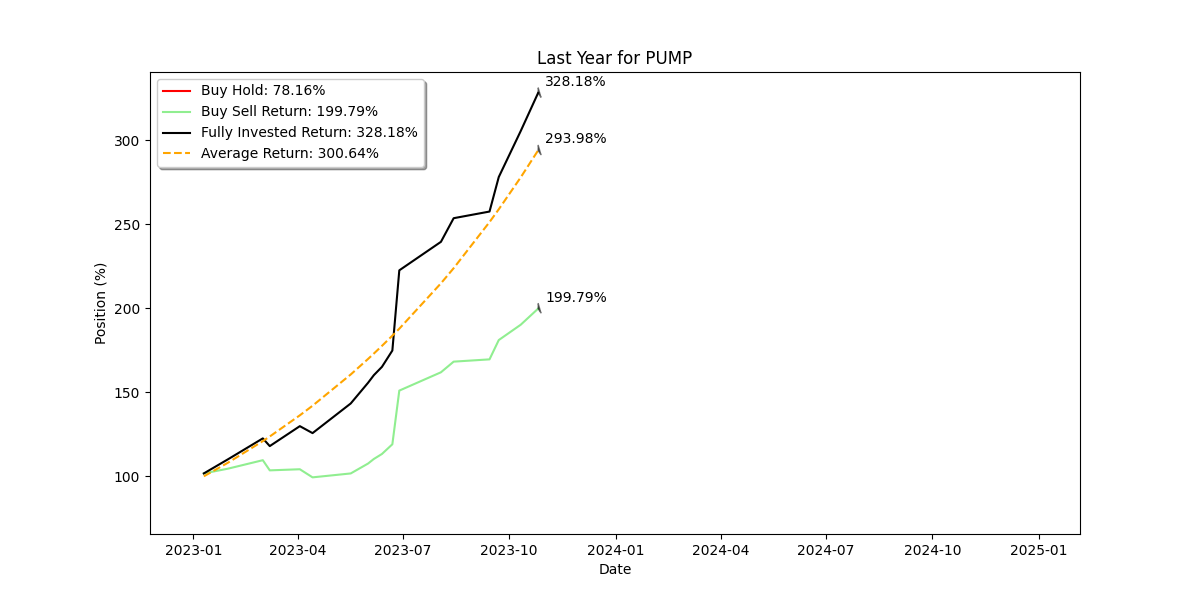 Last Year for PUMP
Buy Hold: 78.16%
Buy Sell Return: 199.79%
Fully Invested Return: 328.18%
Average Return: 300.64%
328.18%
293.98%
199.79%
Position (%)
300
250
200
150
100
2023-01 2023-04 2023-07 2023-10 2024-01 2024-04 2024-07 2024-10 2025-01
Date